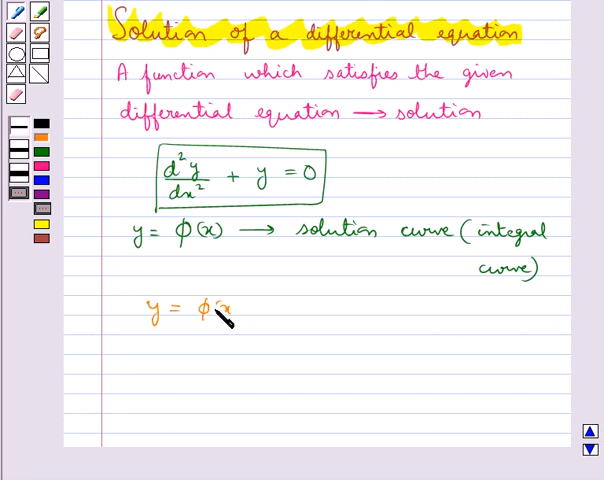 Solution of a differential equation
A function which satisfies the given
differential equation → solution
d²y/dx² + y = 0
y = ϕ(x) → solution curve (integral
curve)
y = ϕ(x